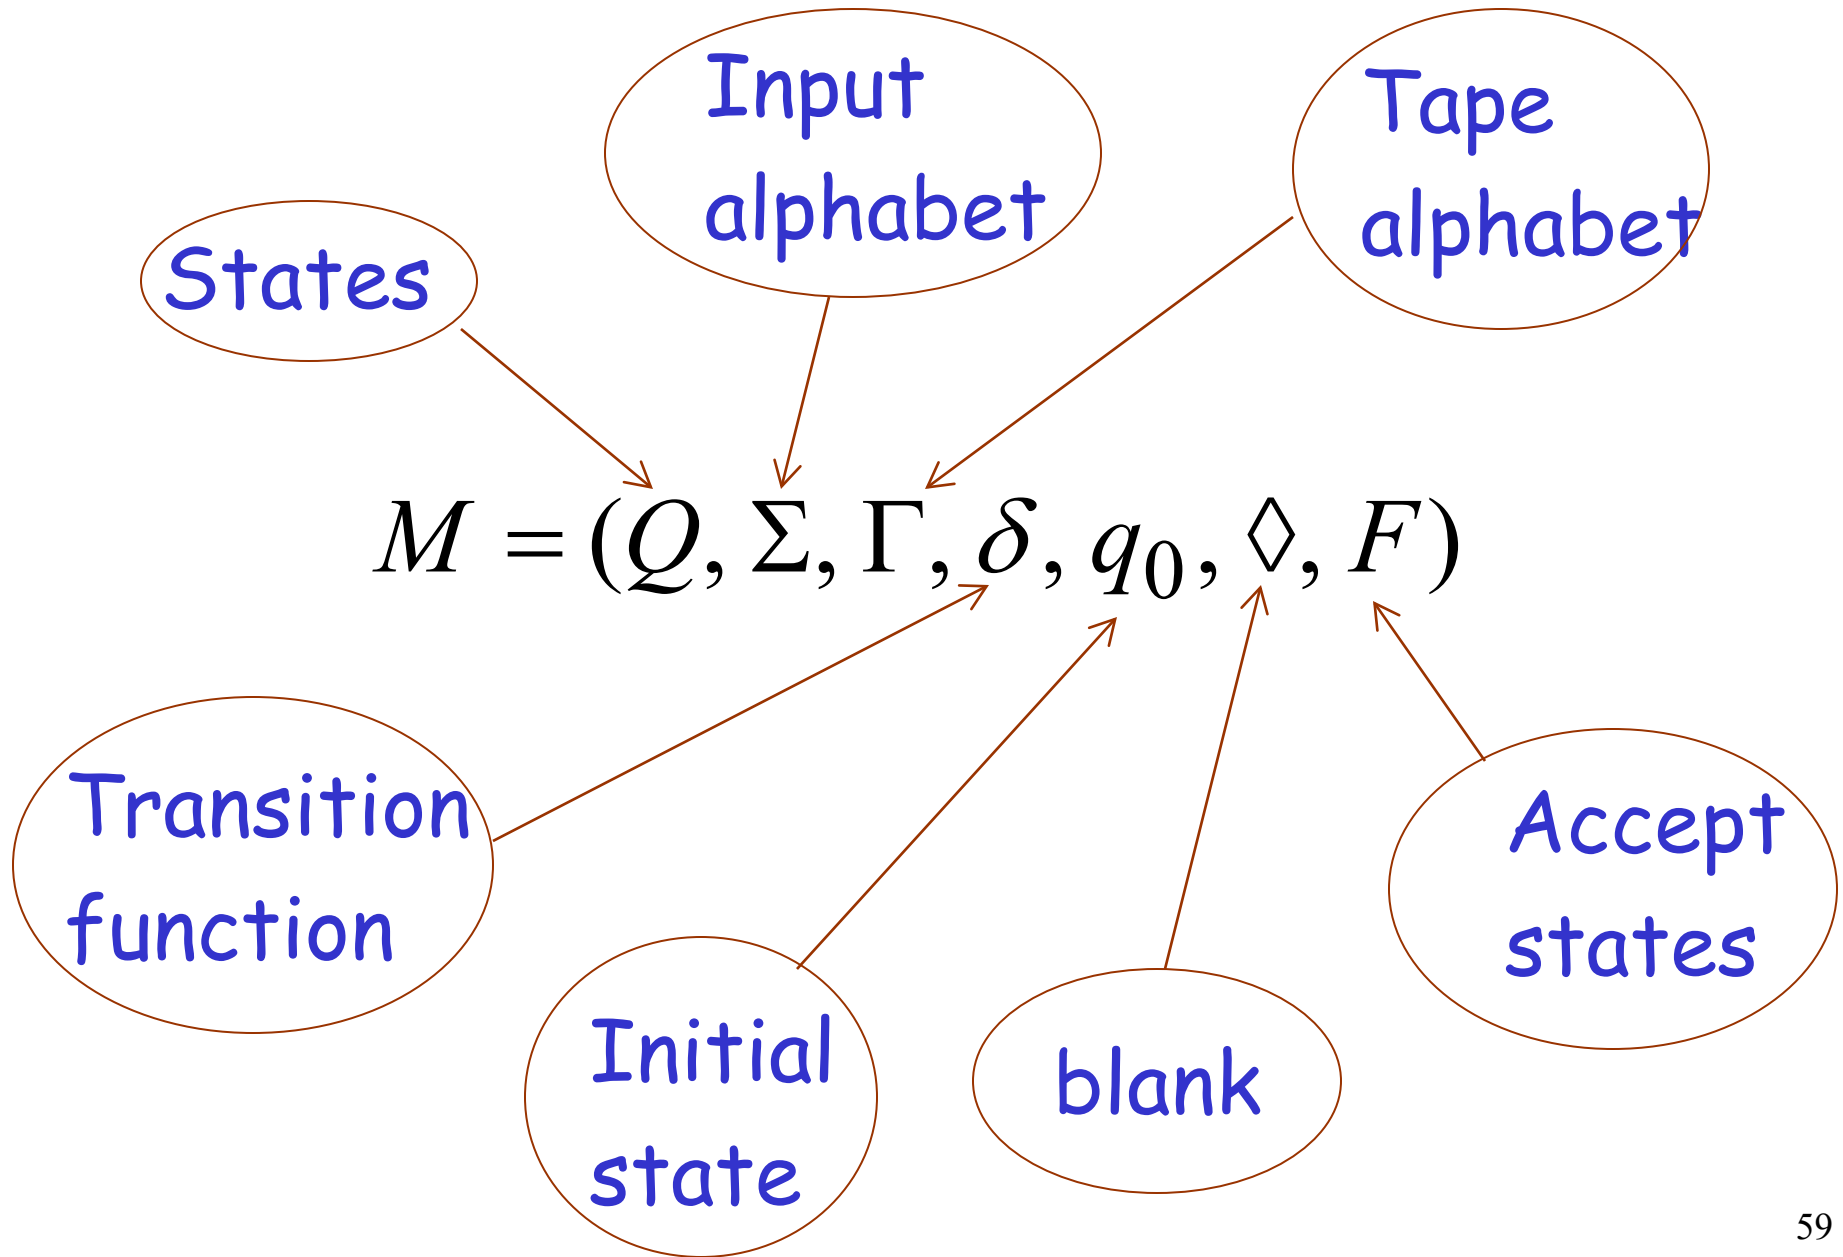 Input
alphabet
Tape
alphabet
States
M = (Q, Σ, Γ, δ, q₀, ◊, F)
Transition
function
Initial
state
blank
Accept
states
59